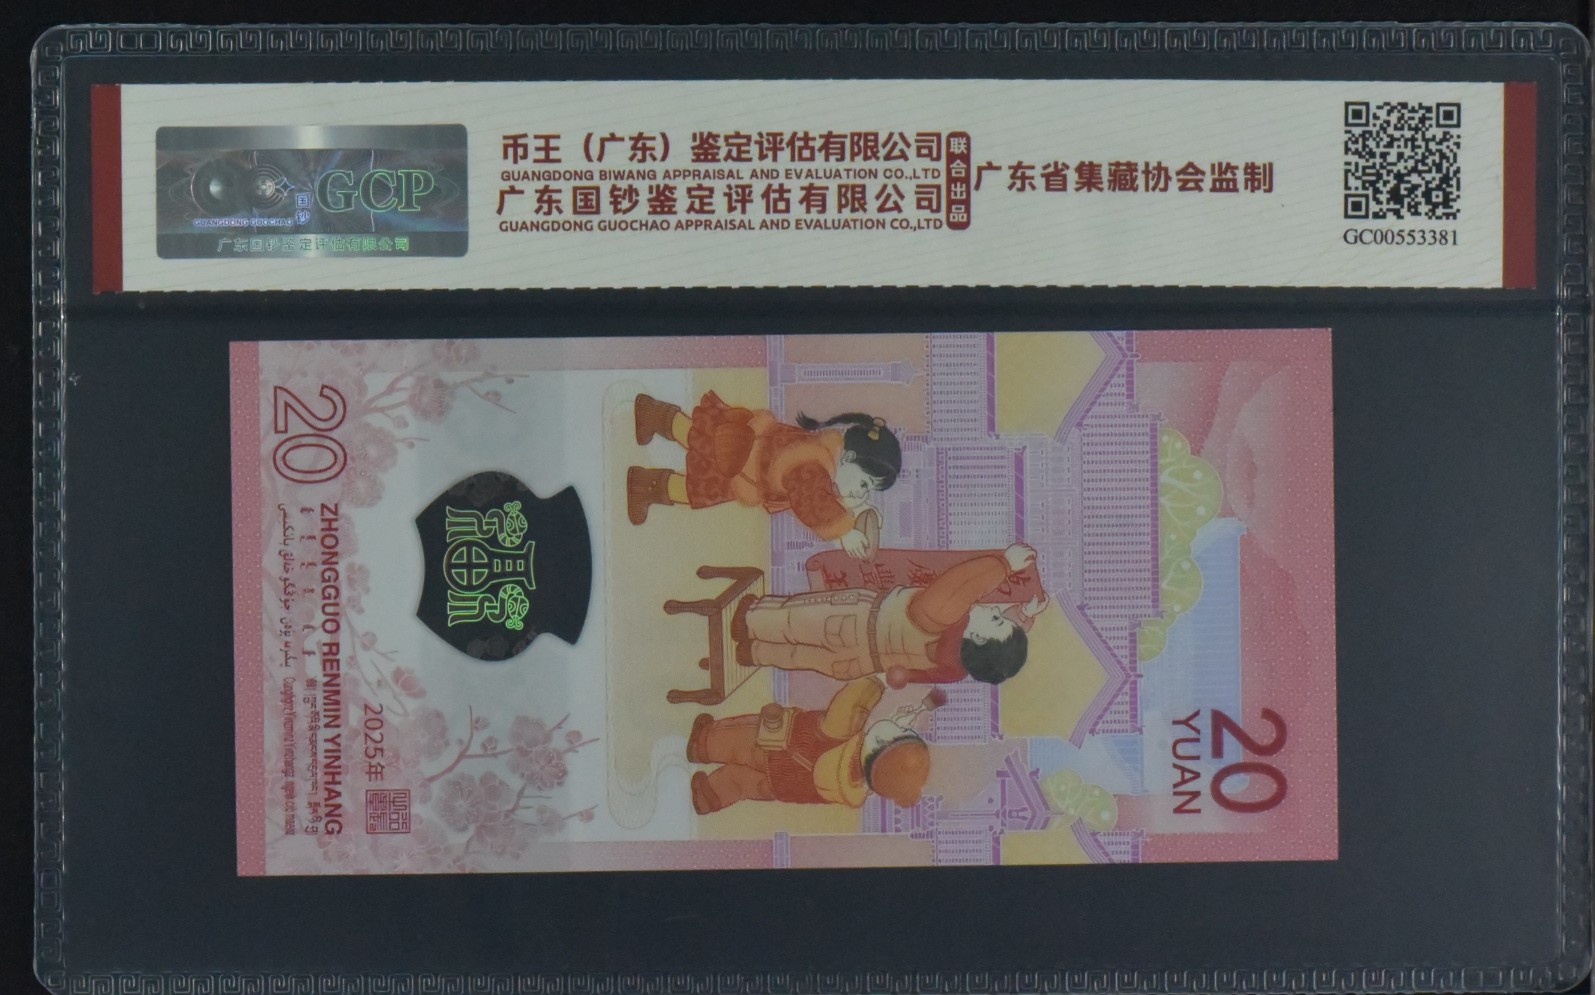 GCP
国钞
GUANGDONG GUOCHAO
广东国钞鉴定评估有限公司
币王（广东）鉴定评估有限公司
GUANGDONG BIWANG APPRAISAL AND EVALUATION CO.,LTD
广东国钞鉴定评估有限公司
GUANGDONG GUOCHAO APPRAISAL AND EVALUATION CO.,LTD
联合出品
广东省集藏协会监制
GC00553381
20
YUAN
20
ZHONGGUO RENMIN YINHANG
2025年